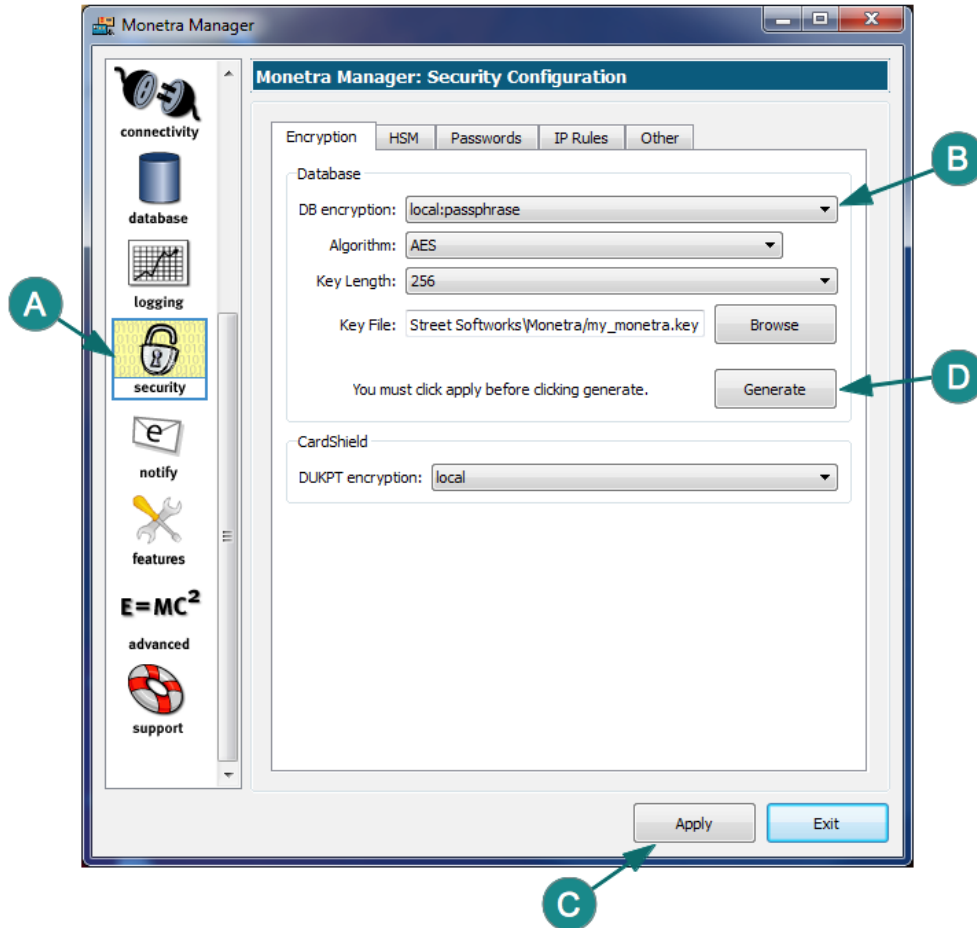 Monetra Manager
connectivity
database
logging
security
notify
features
E=MC²
advanced
support
Monetra Manager: Security Configuration
Encryption HSM Passwords IP Rules Other
Database
DB encryption: local:passphrase
Algorithm: AES
Key Length: 256
Key File: Street Softworks\Monetra/my_monetra.key Browse
You must click apply before clicking generate. Generate
CardShield
DUKPT encryption: local
Apply Exit
A
B
D
C